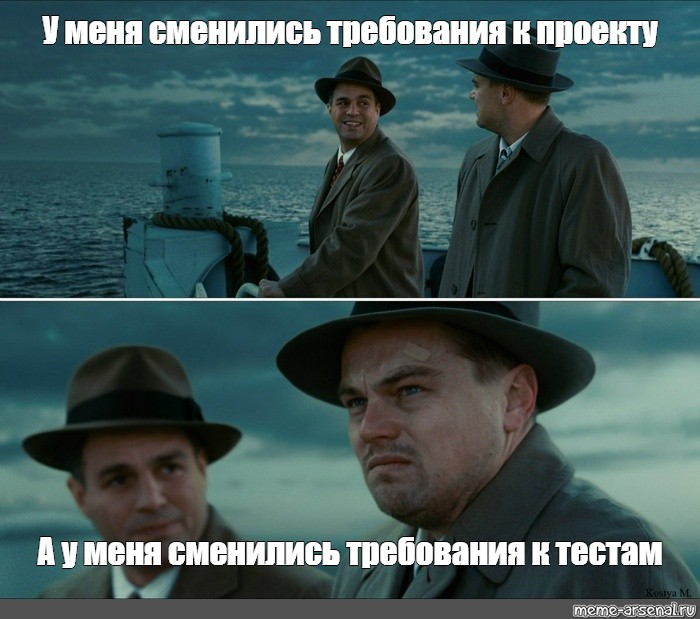 У меня сменились требования к проекту
А у меня сменились требования к тестам
Kostya M.
meme-arsenal.ru